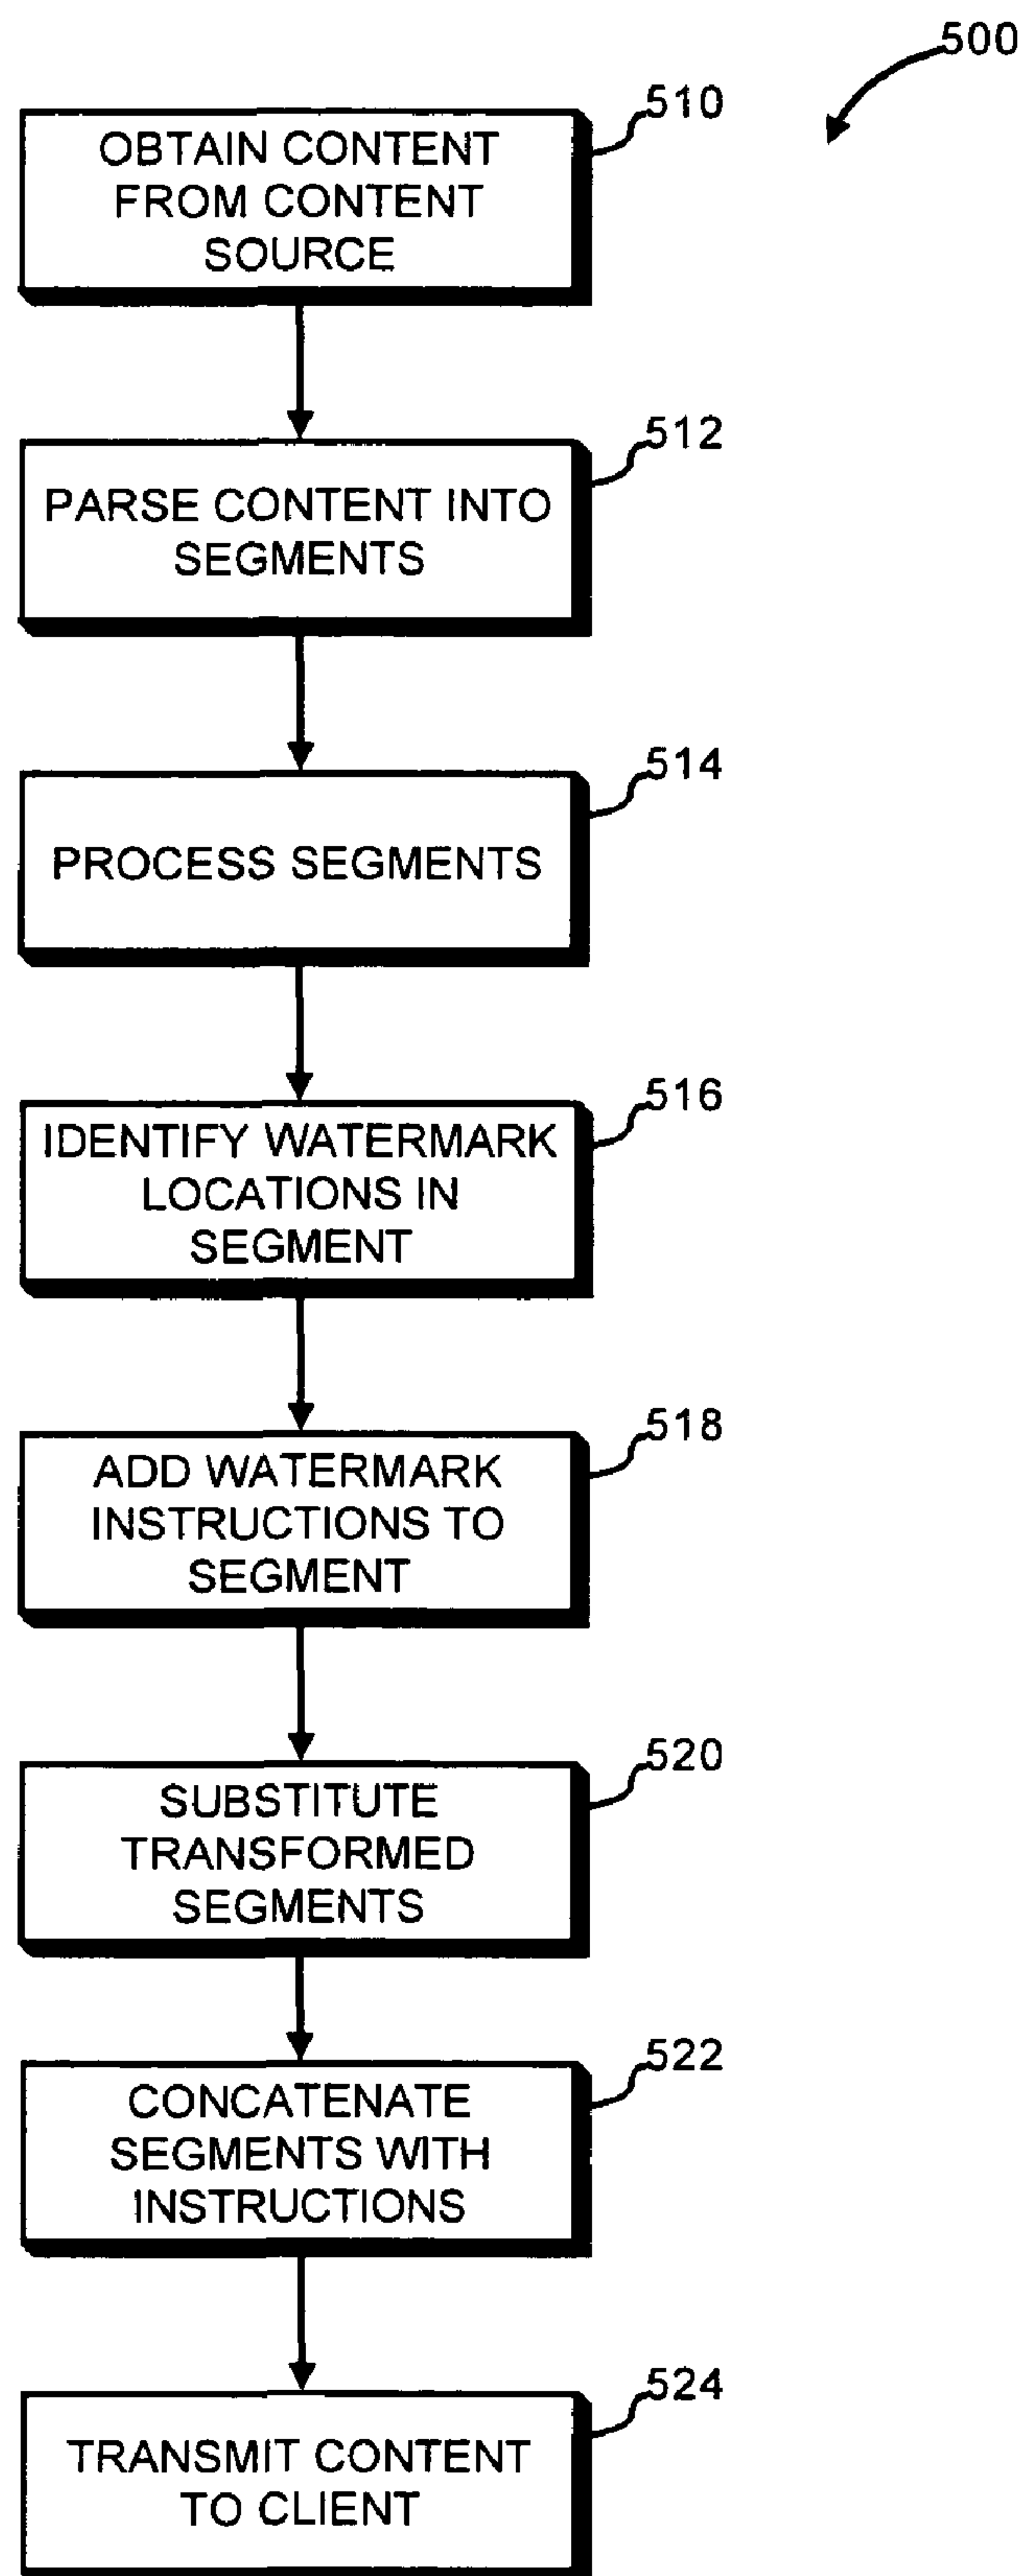 500
510
OBTAIN CONTENT
FROM CONTENT
SOURCE
512
PARSE CONTENT INTO
SEGMENTS
514
PROCESS SEGMENTS
516
IDENTIFY WATERMARK
LOCATIONS IN
SEGMENT
518
ADD WATERMARK
INSTRUCTIONS TO
SEGMENT
520
SUBSTITUTE
TRANSFORMED
SEGMENTS
522
CONCATENATE
SEGMENTS WITH
INSTRUCTIONS
524
TRANSMIT CONTENT
TO CLIENT